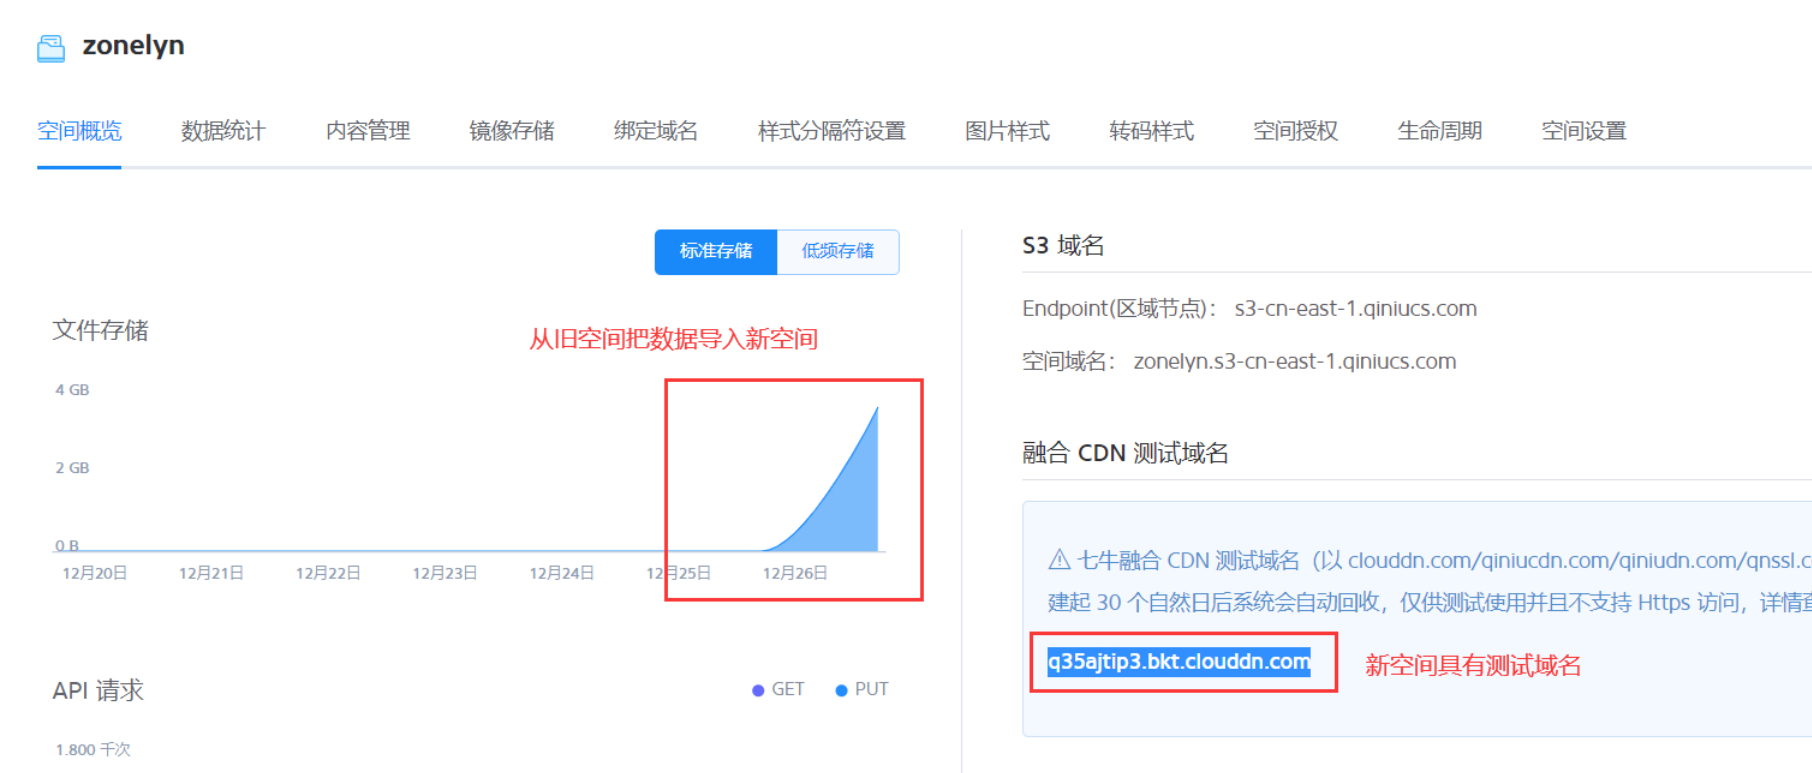 zonelyn
空间概览 数据统计 内容管理 镜像存储 绑定域名 样式分隔符设置 图片样式 转码样式 空间授权 生命周期 空间设置
标准存储 低频存储
文件存储
从旧空间把数据导入新空间
4 GB
2 GB
0 B
12月20日 12月21日 12月22日 12月23日 12月24日 12月25日 12月26日
API 请求
GET PUT
1.800 千次
S3 域名
Endpoint(区域节点)： s3-cn-east-1.qiniucs.com
空间域名： zonelyn.s3-cn-east-1.qiniucs.com
融合 CDN 测试域名
七牛融合 CDN 测试域名（以 clouddn.com/qiniucdn.com/qiniudn.com/qnssl.c
建起 30 个自然日后系统会自动回收，仅供测试使用并且不支持 Https 访问，详情
q35ajtip3.bkt.clouddn.com
新空间具有测试域名